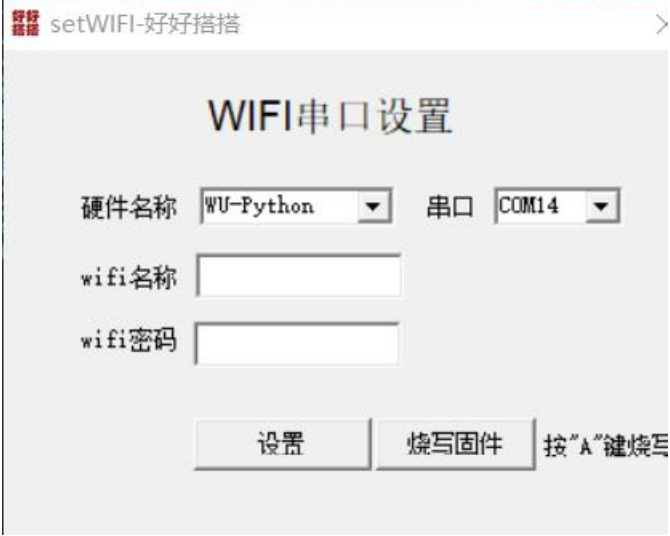 好好搭搭 setWIFI-好好搭搭
WIFI串口设置
硬件名称 WU-Python 串口 COM14
wifi名称
wifi密码
设置 烧写固件 按"A"键烧写